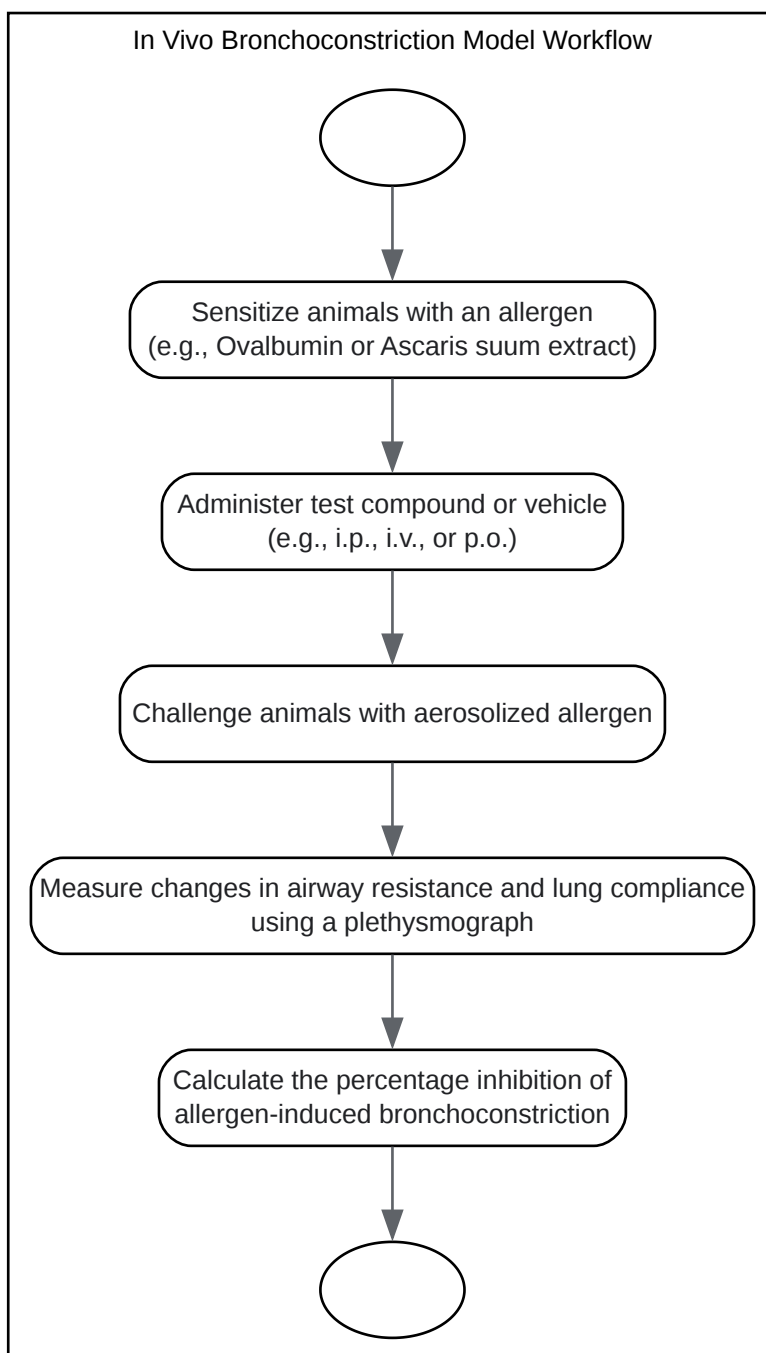 In Vivo Bronchoconstriction Model Workflow
Sensitize animals with an allergen
(e.g., Ovalbumin or Ascaris suum extract)
Administer test compound or vehicle
(e.g., i.p., i.v., or p.o.)
Challenge animals with aerosolized allergen
Measure changes in airway resistance and lung compliance
using a plethysmograph
Calculate the percentage inhibition of
allergen-induced bronchoconstriction